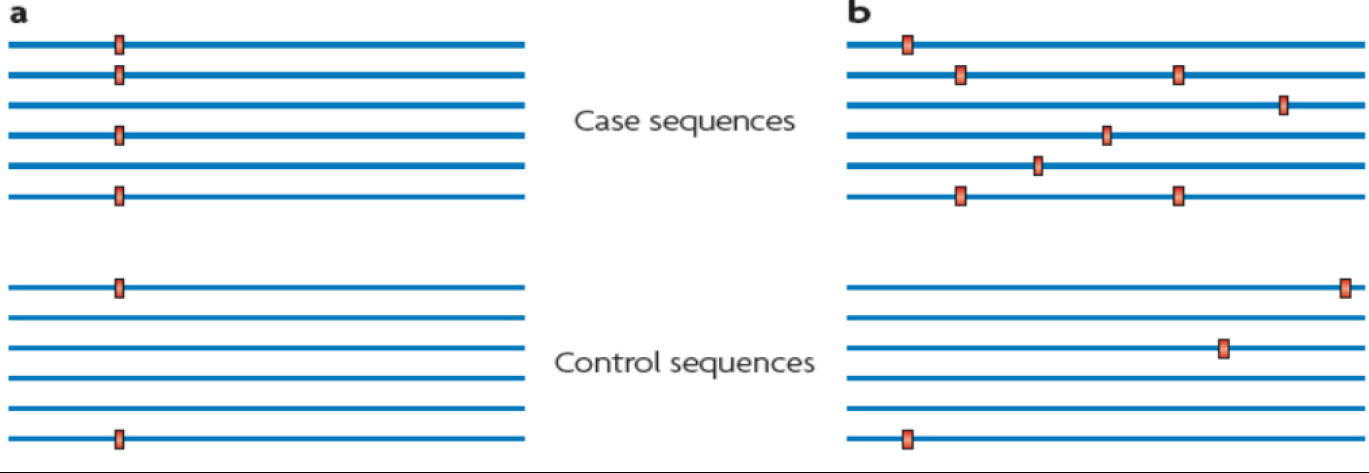 a
b
Case sequences
Control sequences